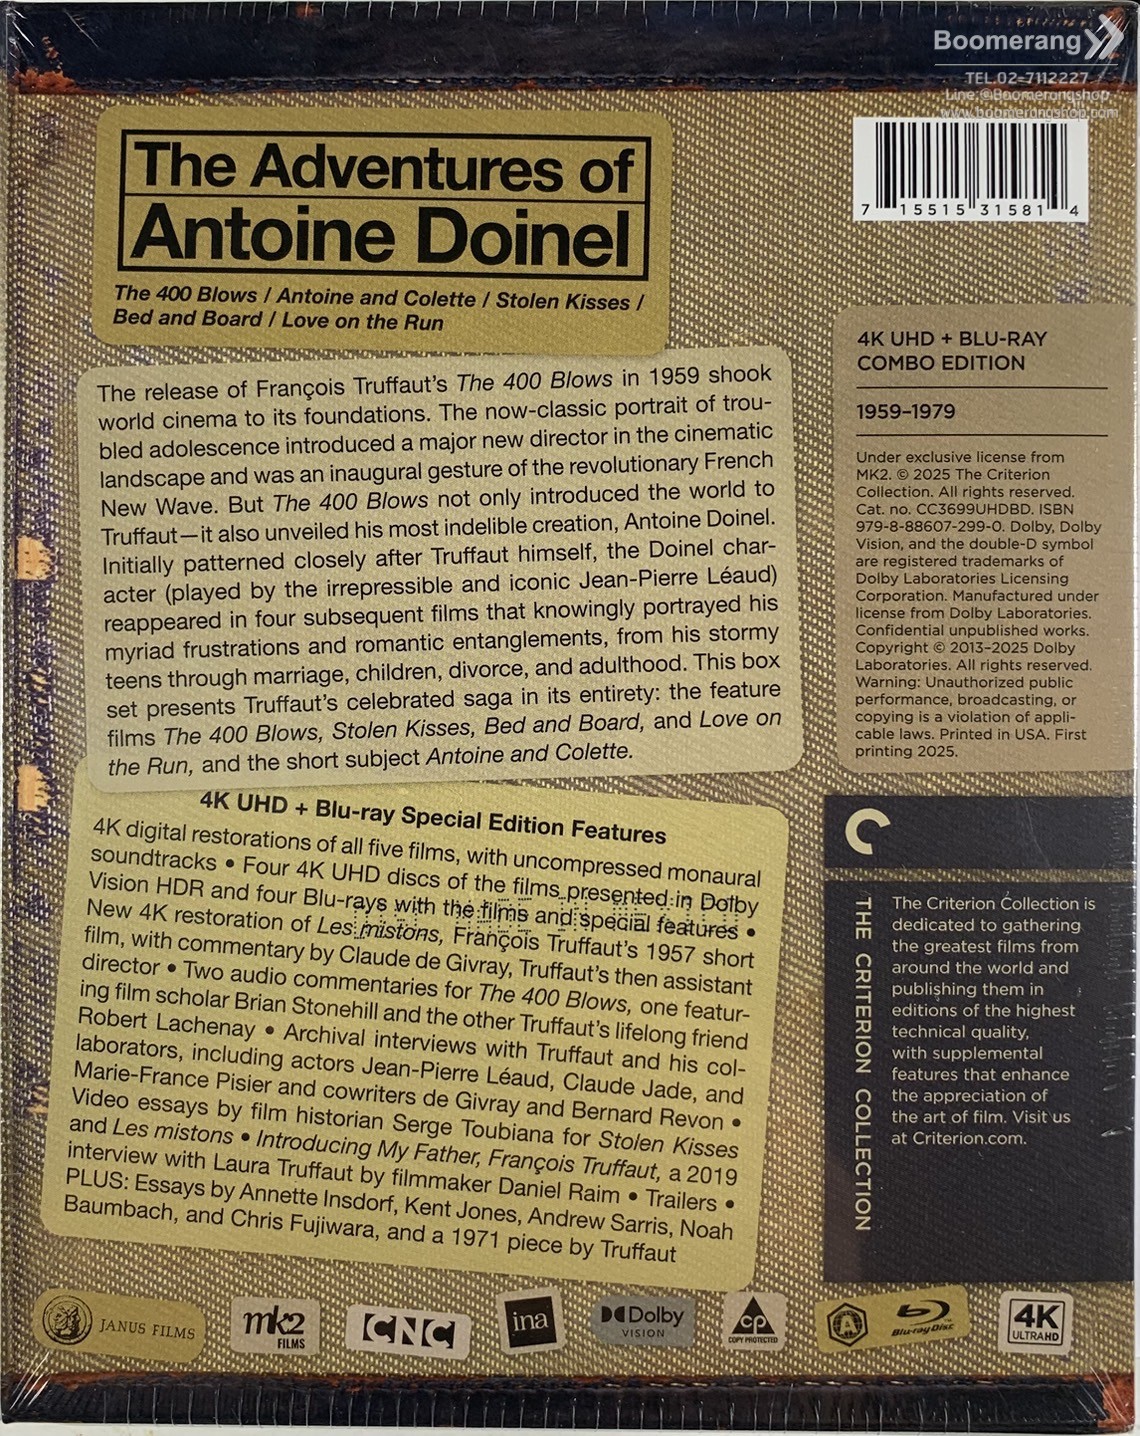 Boomerang
TEL.02-7112227
Line:@Boomerangshop
www.boomerangshop.com
7 15515 31581 4
The Adventures of
Antoine Doinel
The 400 Blows / Antoine and Colette / Stolen Kisses /
Bed and Board / Love on the Run
The release of François Truffaut's The 400 Blows in 1959 shook
world cinema to its foundations. The now-classic portrait of trou-
bled adolescence introduced a major new director in the cinematic
landscape and was an inaugural gesture of the revolutionary French
New Wave. But The 400 Blows not only introduced the world to
Truffaut—it also unveiled his most indelible creation, Antoine Doinel.
Initially patterned closely after Truffaut himself, the Doinel char-
acter (played by the irrepressible and iconic Jean-Pierre Léaud)
reappeared in four subsequent films that knowingly portrayed his
myriad frustrations and romantic entanglements, from his stormy
teens through marriage, children, divorce, and adulthood. This box
set presents Truffaut's celebrated saga in its entirety: the feature
films The 400 Blows, Stolen Kisses, Bed and Board, and Love on
the Run, and the short subject Antoine and Colette.
4K UHD + Blu-ray Special Edition Features
4K digital restorations of all five films, with uncompressed monaural
soundtracks • Four 4K UHD discs of the films presented in Dolby
Vision HDR and four Blu-rays with the films and special features •
New 4K restoration of Les mistons, François Truffaut's 1957 short
film, with commentary by Claude de Givray, Truffaut's then assistant
director • Two audio commentaries for The 400 Blows, one featur-
ing film scholar Brian Stonehill and the other Truffaut's lifelong friend
Robert Lachenay • Archival interviews with Truffaut and his col-
laborators, including actors Jean-Pierre Léaud, Claude Jade, and
Marie-France Pisier and cowriters de Givray and Bernard Revon •
Video essays by film historian Serge Toubiana for Stolen Kisses
and Les mistons • Introducing My Father, François Truffaut, a 2019
interview with Laura Truffaut by filmmaker Daniel Raim • Trailers •
PLUS: Essays by Annette Insdorf, Kent Jones, Andrew Sarris, Noah
Baumbach, and Chris Fujiwara, and a 1971 piece by Truffaut
4K UHD + BLU-RAY
COMBO EDITION
1959–1979
Under exclusive license from
MK2. © 2025 The Criterion
Collection. All rights reserved.
Cat. no. CC3699UHDBD. ISBN
979-8-88607-299-0. Dolby, Dolby
Vision, and the double-D symbol
are registered trademarks of
Dolby Laboratories Licensing
Corporation. Manufactured under
license from Dolby Laboratories.
Confidential unpublished works.
Copyright © 2013–2025 Dolby
Laboratories. All rights reserved.
Warning: Unauthorized public
performance, broadcasting, or
copying is a violation of appli-
cable laws. Printed in USA. First
printing 2025.
THE CRITERION COLLECTION
The Criterion Collection is
dedicated to gathering
the greatest films from
around the world and
publishing them in
editions of the highest
technical quality,
with supplemental
features that enhance
the appreciation of
the art of film. Visit us
at Criterion.com.
JANUS FILMS
mk2
FILMS
CNC
ina
Dolby
VISION
cp
COPY PROTECTED
A
Blu-ray Disc
4K
ULTRA HD